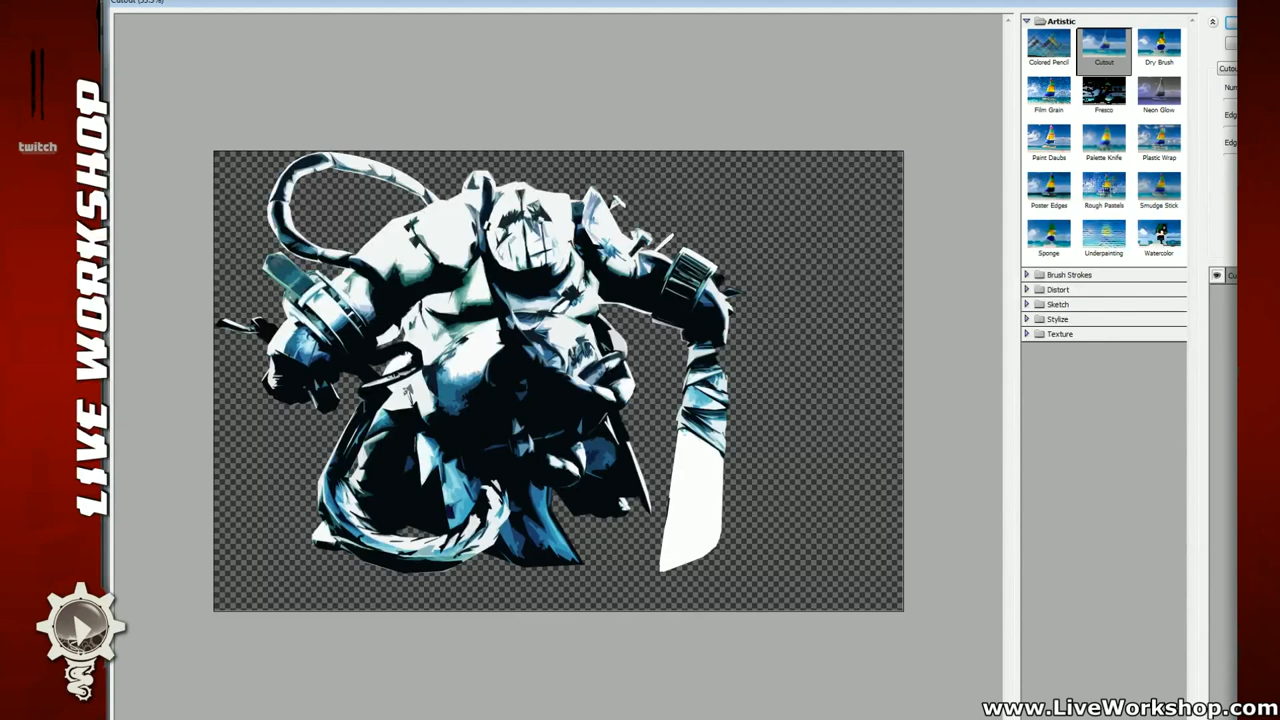 Artistic
Colored Pencil
Cutout
Dry Brush
Film Grain
Fresco
Neon Glow
Paint Daubs
Palette Knife
Plastic Wrap
Poster Edges
Rough Pastels
Smudge Stick
Sponge
Underpainting
Watercolor
Brush Strokes
Distort
Sketch
Stylize
Texture
twitch
LIVE WORKSHOP
www.LiveWorkshop.com